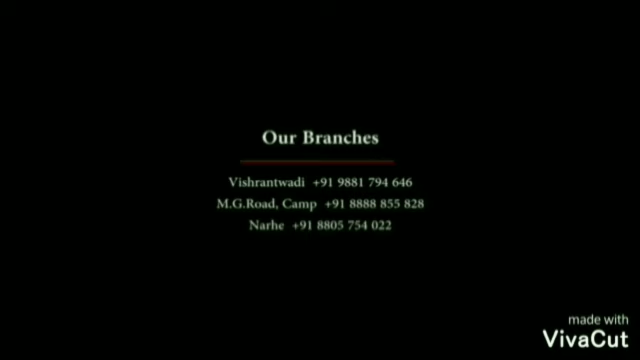 Our Branches
Vishrantwadi +91 9881 794 646
M.G.Road, Camp +91 8888 855 828
Narhe +91 8805 754 022
made with
VivaCut